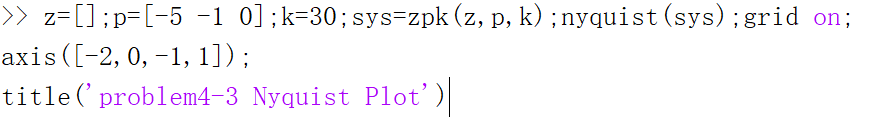 >> z=[];p=[-5 -1 0];k=30;sys=zpk(z,p,k);nyquist(sys);grid on;
axis([-2,0,-1,1]);
title('problem4-3 Nyquist Plot')